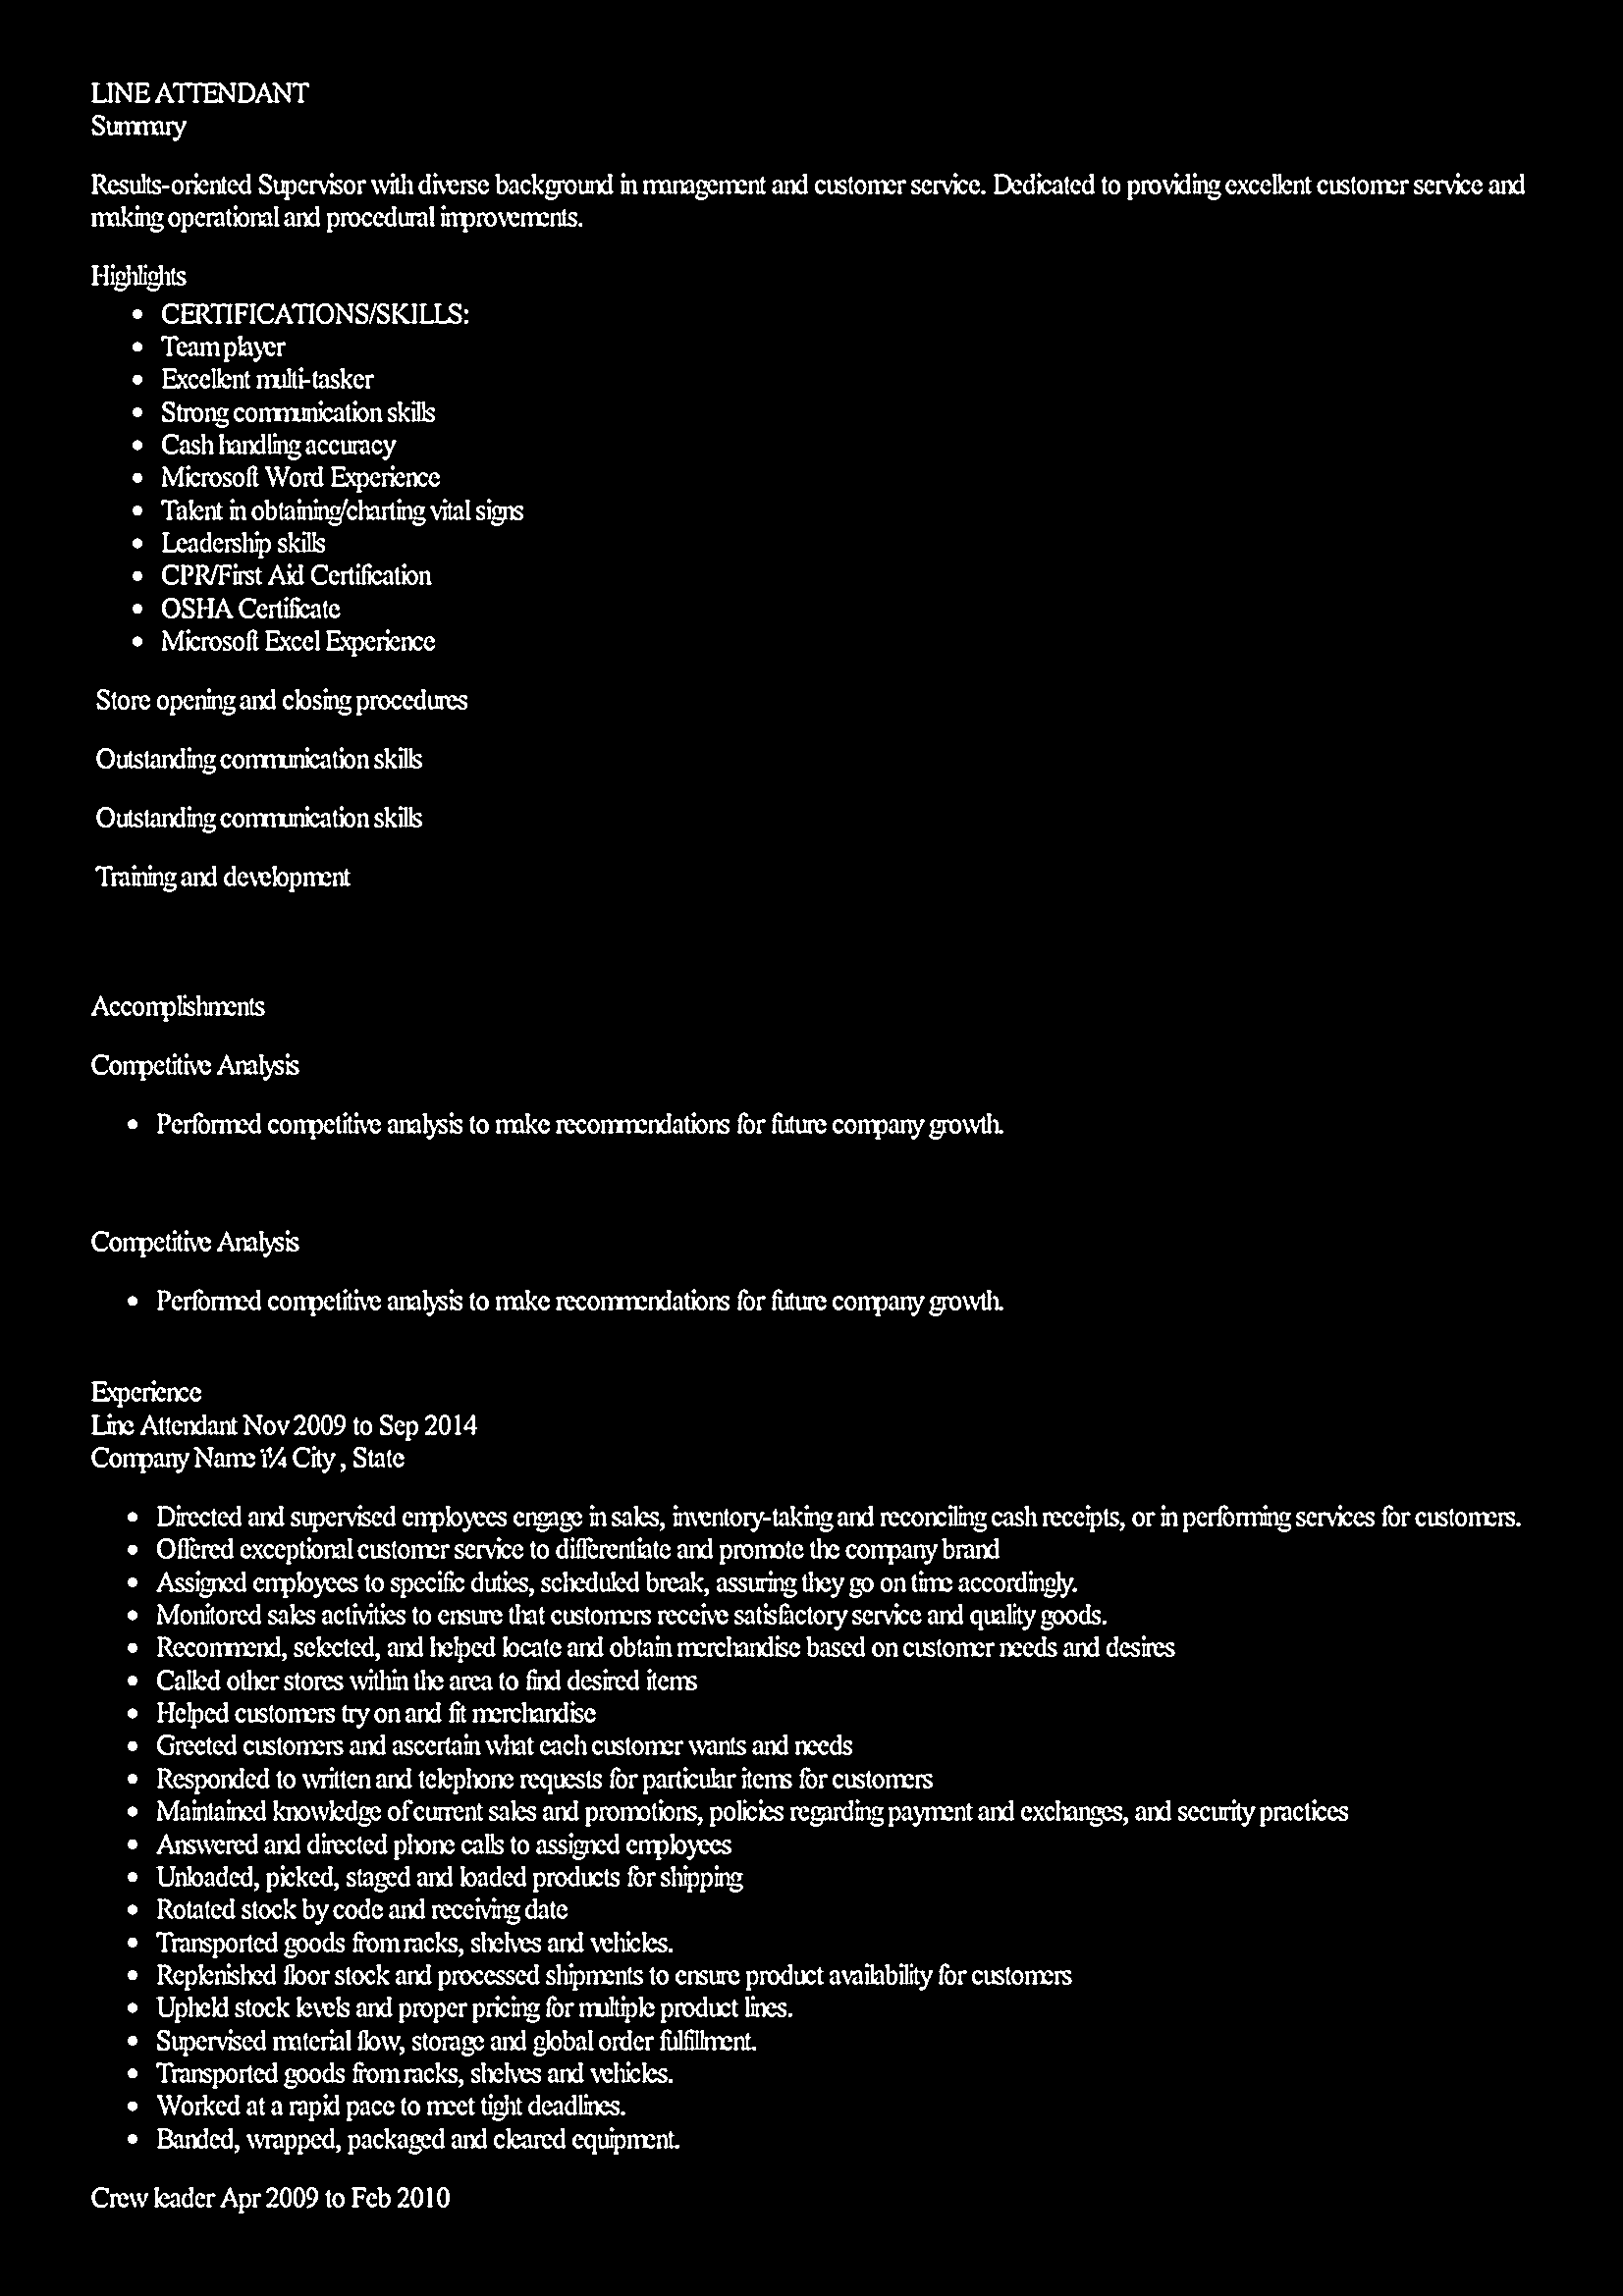 LINE ATTENDANT
Summary
Results-oriented Supervisor with diverse background in management and customer service. Dedicated to providing excellent customer service and
making operational and procedural improvements.
Highlights
• CERTIFICATIONS/SKILLS:
• Team player
• Excellent multi-tasker
• Strong communication skills
• Cash handling accuracy
• Microsoft Word Experience
• Talent in obtaining/charting vital signs
• Leadership skills
• CPR/First Aid Certification
• OSHA Certificate
• Microsoft Excel Experience
Store opening and closing procedures
Outstanding communication skills
Outstanding communication skills
Training and development
Accomplishments
Competitive Analysis
• Performed competitive analysis to make recommendations for future company growth.
Competitive Analysis
• Performed competitive analysis to make recommendations for future company growth.
Experience
Line Attendant Nov 2009 to Sep 2014
Company Name ï¼ City , State
• Directed and supervised employees engage in sales, inventory-taking and reconciling cash receipts, or in performing services for customers.
• Offered exceptional customer service to differentiate and promote the company brand
• Assigned employees to specific duties, scheduled break, assuring they go on time accordingly.
• Monitored sales activities to ensure that customers receive satisfactory service and quality goods.
• Recommend, selected, and helped locate and obtain merchandise based on customer needs and desires
• Called other stores within the area to find desired items
• Helped customers try on and fit merchandise
• Greeted customers and ascertain what each customer wants and needs
• Responded to written and telephone requests for particular items for customers
• Maintained knowledge of current sales and promotions, policies regarding payment and exchanges, and security practices
• Answered and directed phone calls to assigned employees
• Unloaded, picked, staged and loaded products for shipping
• Rotated stock by code and receiving date
• Transported goods from racks, shelves and vehicles.
• Replenished floor stock and processed shipments to ensure product availability for customers
• Upheld stock levels and proper pricing for multiple product lines.
• Supervised material flow, storage and global order fulfillment.
• Transported goods from racks, shelves and vehicles.
• Worked at a rapid pace to meet tight deadlines.
• Banded, wrapped, packaged and cleared equipment.
Crew leader Apr 2009 to Feb 2010